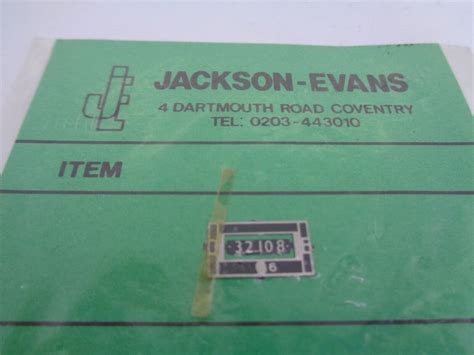 JACKSON-EVANS
4 DARTMOUTH ROAD COVENTRY
TEL: 0203-443010
ITEM
32108
6